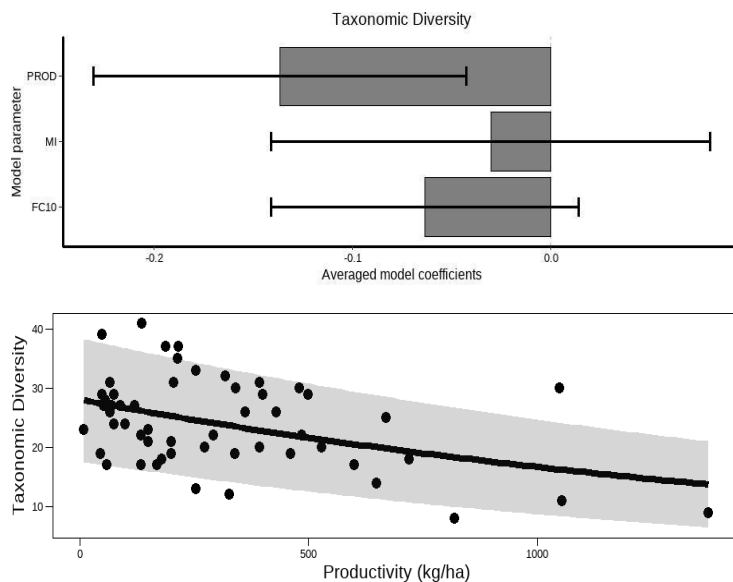 Taxonomic Diversity
Model parameter
PROD
MI
FC10
-0.2 -0.1 0.0
Averaged model coefficients
Taxonomic Diversity
40
30
20
10
0 500 1000
Productivity (kg/ha)